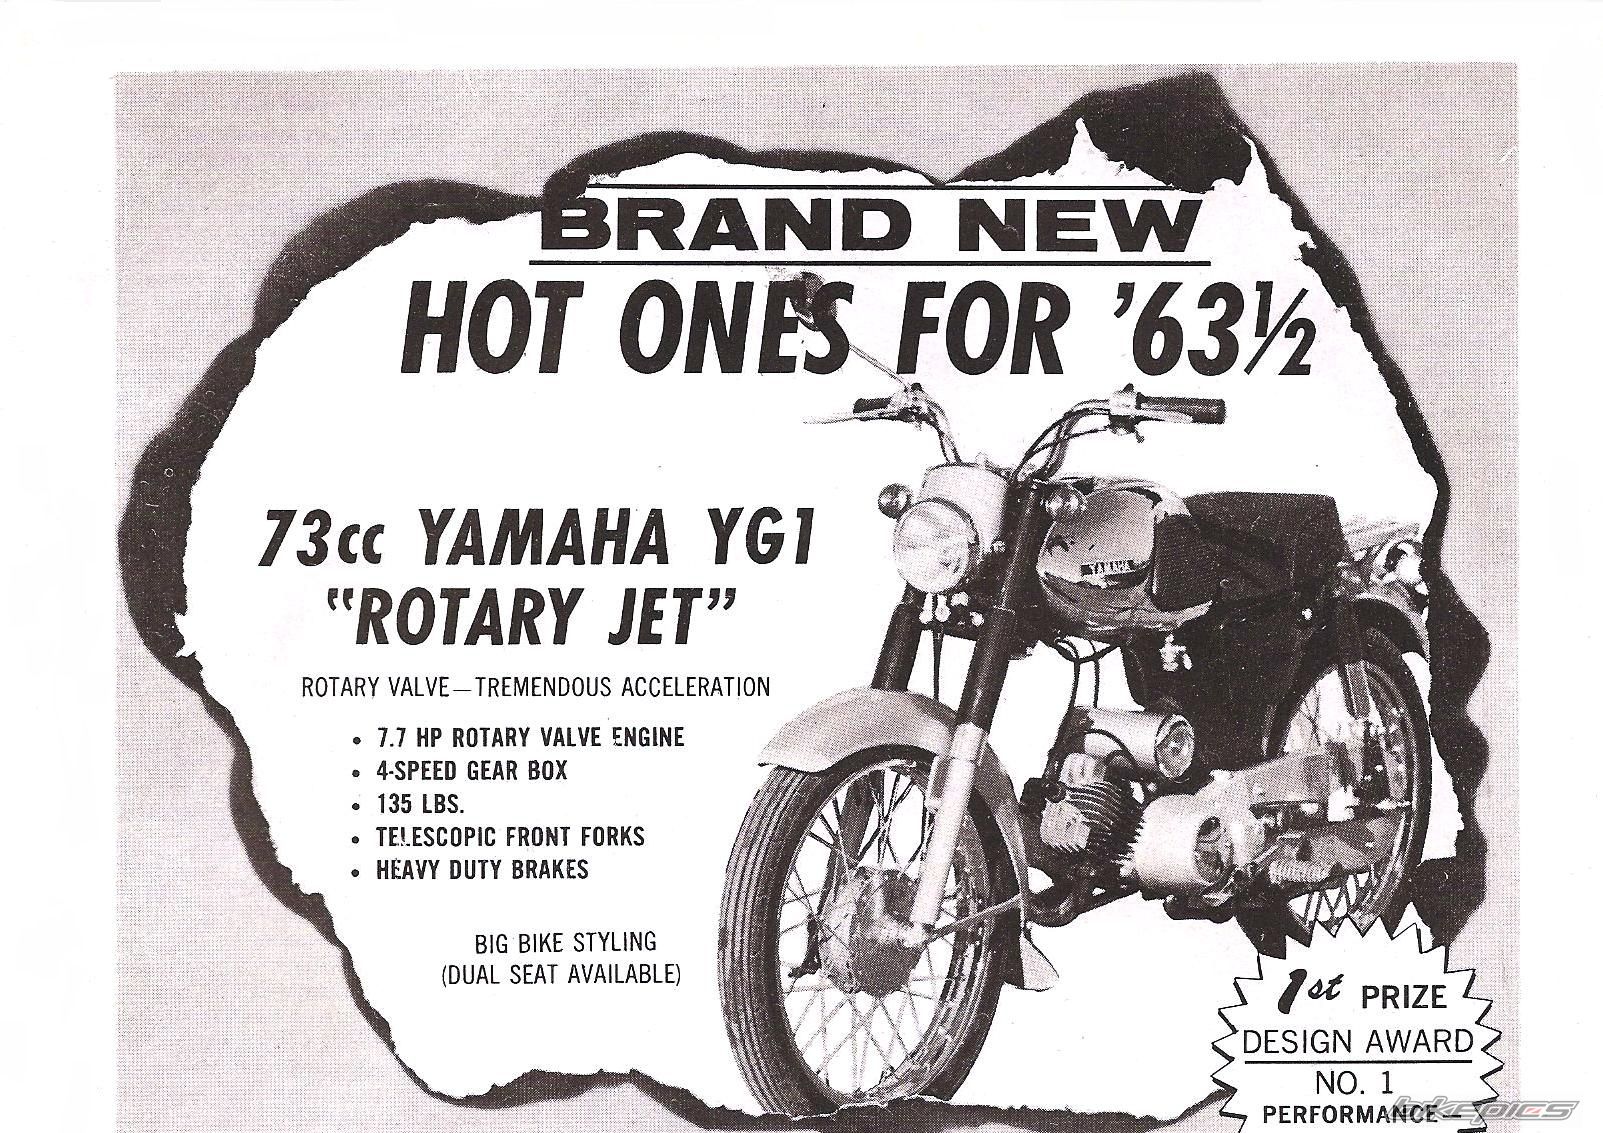 BRAND NEW
HOT ONES FOR '63½
73cc YAMAHA YG1
"ROTARY JET"
ROTARY VALVE—TREMENDOUS ACCELERATION
• 7.7 HP ROTARY VALVE ENGINE
• 4-SPEED GEAR BOX
• 135 LBS.
• TELESCOPIC FRONT FORKS
• HEAVY DUTY BRAKES
BIG BIKE STYLING
(DUAL SEAT AVAILABLE)
YAMAHA
1st PRIZE
DESIGN AWARD
NO. 1
PERFORMANCE—
bikepics